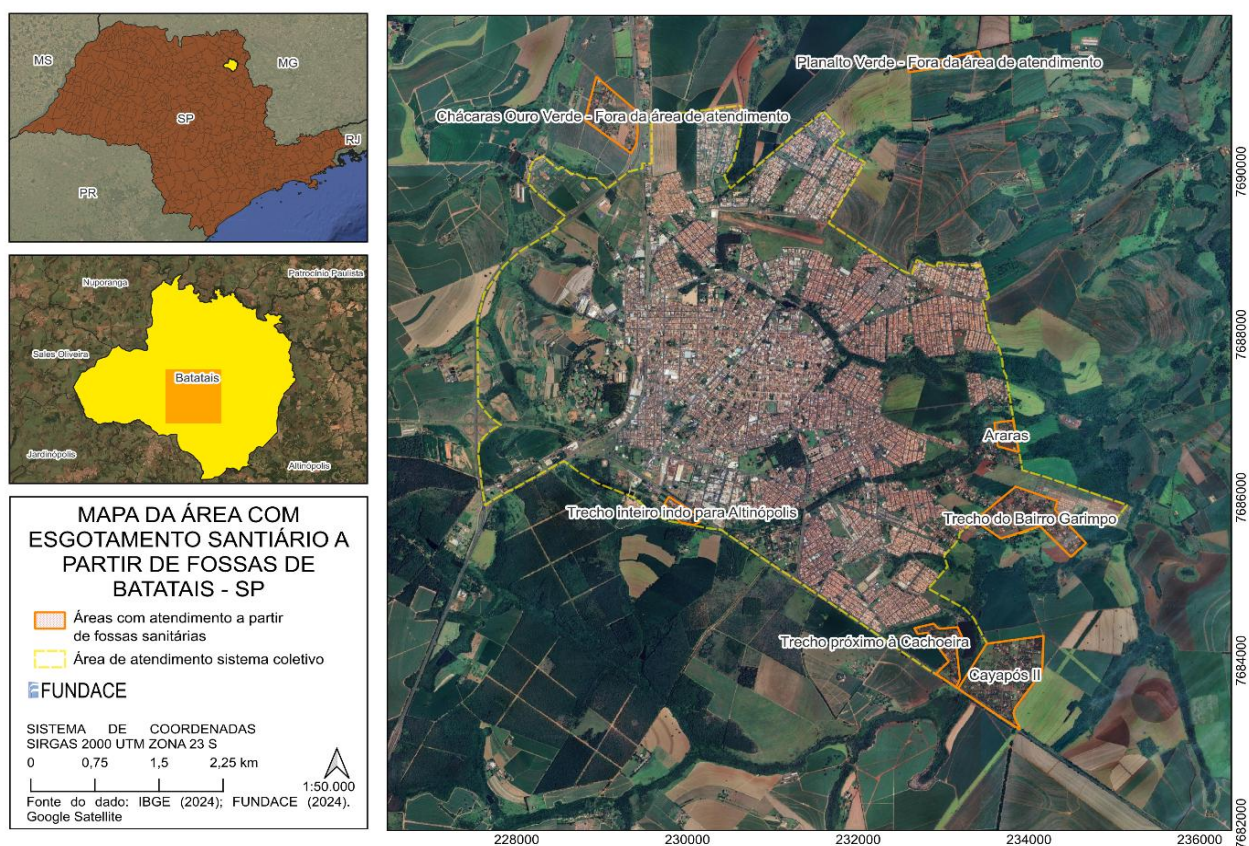 MS
MG
SP
RJ
PR
Nuporanga
Patrocínio Paulista
Sales Oliveira
Batatais
Jardinópolis
Altinópolis
MAPA DA ÁREA COM
ESGOTAMENTO SANTIÁRIO A
PARTIR DE FOSSAS DE
BATATAIS - SP
Áreas com atendimento a partir
de fossas sanitárias
Área de atendimento sistema coletivo
FUNDACE
SISTEMA DE COORDENADAS
SIRGAS 2000 UTM ZONA 23 S
0 0,75 1,5 2,25 km
1:50.000
Fonte do dado: IBGE (2024); FUNDACE (2024).
Google Satellite
Planalto Verde - Fora da área de atendimento
Chácaras Ouro Verde - Fora da área de atendimento
Araras
Trecho inteiro indo para Altinópolis
Trecho do Bairro Garimpo
Trecho próximo à Cachoeira
Cayapós II
7690000
7688000
7686000
7684000
7682000
228000 230000 232000 234000 236000